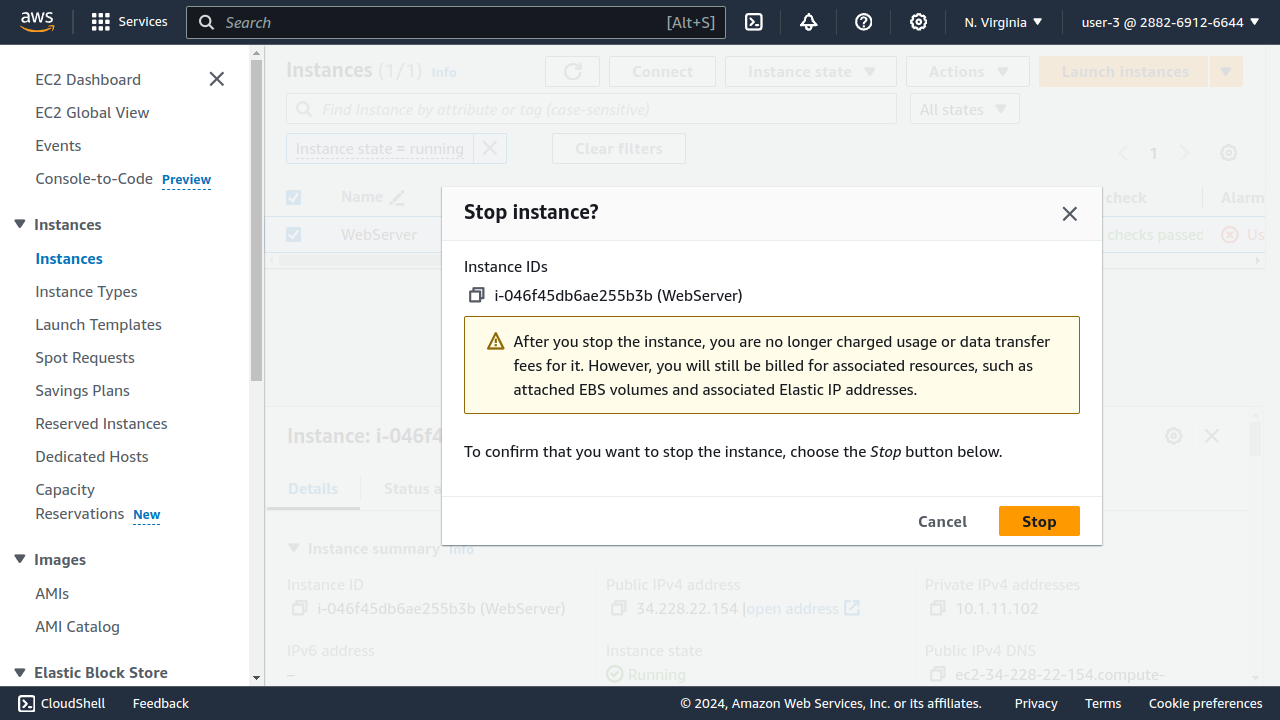 aws
Services
Search
[Alt+S]
N. Virginia
user-3 @ 2882-6912-6644
EC2 Dashboard
EC2 Global View
Events
Console-to-Code Preview
Instances
Instances
Instance Types
Launch Templates
Spot Requests
Savings Plans
Reserved Instances
Dedicated Hosts
Capacity
Reservations New
Images
AMIs
AMI Catalog
Elastic Block Store
Instances (1/1) Info
Connect
Instance state
Actions
Launch instances
Find Instance by attribute or tag (case-sensitive)
All states
Instance state = running
Clear filters
1
Name
check
Alarm
WebServer
checks passed
Us
Stop instance?
Instance IDs
i-046f45db6ae255b3b (WebServer)
After you stop the instance, you are no longer charged usage or data transfer
fees for it. However, you will still be billed for associated resources, such as
attached EBS volumes and associated Elastic IP addresses.
To confirm that you want to stop the instance, choose the Stop button below.
Cancel
Stop
Instance: i-046f4
Details
Status a
Instance summary Info
Instance ID
i-046f45db6ae255b3b (WebServer)
Public IPv4 address
34.228.22.154 |open address
Private IPv4 addresses
10.1.11.102
IPv6 address
–
Instance state
Running
Public IPv4 DNS
ec2-34-228-22-154.compute-
CloudShell
Feedback
© 2024, Amazon Web Services, Inc. or its affiliates.
Privacy
Terms
Cookie preferences